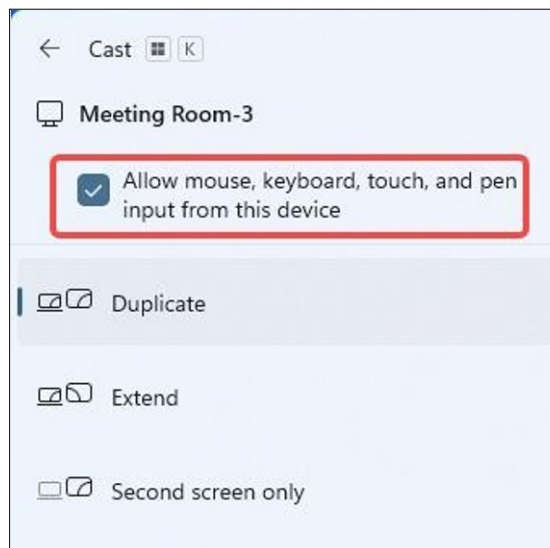 Cast K
Meeting Room-3
Allow mouse, keyboard, touch, and pen
input from this device
Duplicate
Extend
Second screen only